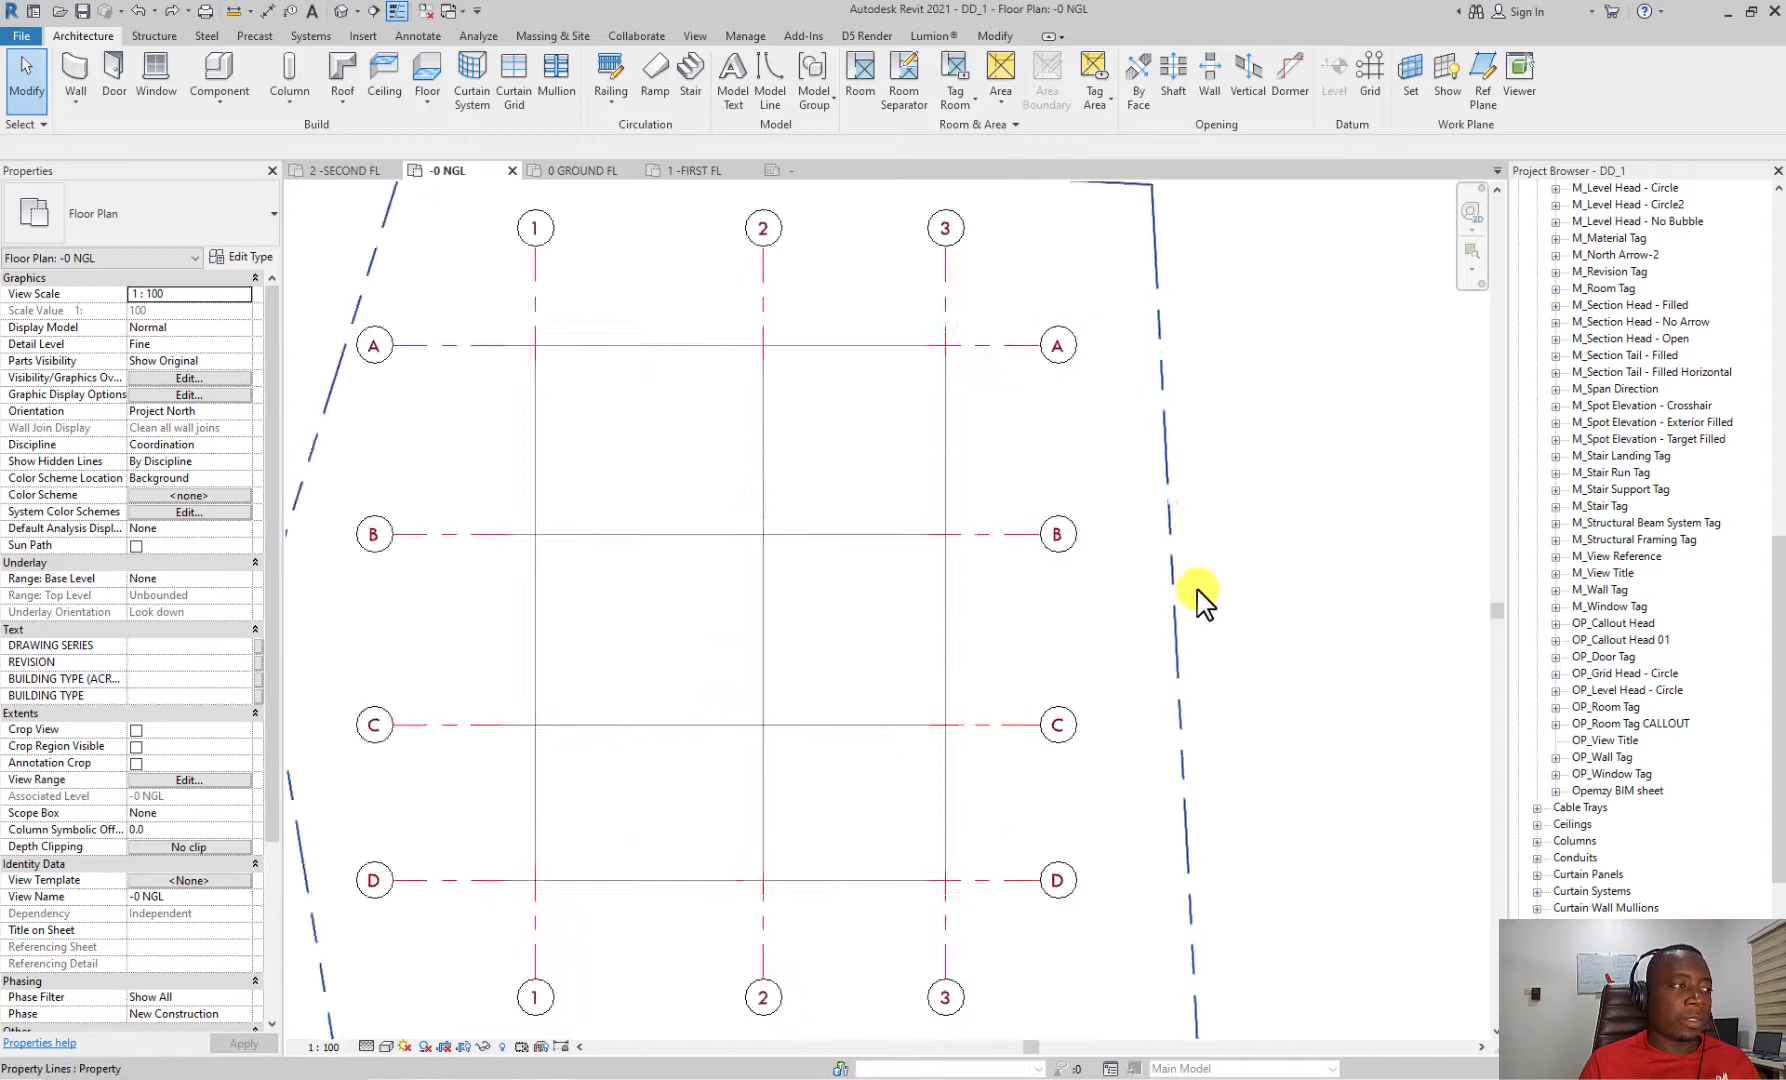 Autodesk Revit 2021 - DD_1 - Floor Plan: -0 NGL
Sign In
File Architecture Structure Steel Precast Systems Insert Annotate Analyze Massing & Site Collaborate View Manage Add-Ins D5 Render Lumion® Modify
Modify Wall Door Window Component Column Roof Ceiling Floor Curtain System Curtain Grid Mullion Railing Ramp Stair Model Text Model Line Model Group Room Room Separator Tag Room Area Area Boundary Tag Area By Face Shaft Wall Vertical Dormer Level Grid Set Show Ref Plane Viewer
Select Build Circulation Model Room & Area Opening Datum Work Plane
Properties
2 -SECOND FL -0 NGL 0 GROUND FL 1 -FIRST FL -
Project Browser - DD_1
Floor Plan
Floor Plan: -0 NGL Edit Type
Graphics
View Scale 1 : 100
Scale Value 1: 100
Display Model Normal
Detail Level Fine
Parts Visibility Show Original
Visibility/Graphics Ov... Edit...
Graphic Display Options Edit...
Orientation Project North
Wall Join Display Clean all wall joins
Discipline Coordination
Show Hidden Lines By Discipline
Color Scheme Location Background
Color Scheme <none>
System Color Schemes Edit...
Default Analysis Displ... None
Sun Path
Underlay
Range: Base Level None
Range: Top Level Unbounded
Underlay Orientation Look down
Text
DRAWING SERIES
REVISION
BUILDING TYPE (ACR...
BUILDING TYPE
Extents
Crop View
Crop Region Visible
Annotation Crop
View Range Edit...
Associated Level -0 NGL
Scope Box None
Column Symbolic Off... 0.0
Depth Clipping No clip
Identity Data
View Template <None>
View Name -0 NGL
Dependency Independent
Title on Sheet
Referencing Sheet
Referencing Detail
Phasing
Phase Filter Show All
Phase New Construction
Other
Properties help Apply
1 2 3
A A
B B
C C
D D
1 2 3
2D
M_Level Head - Circle
M_Level Head - Circle2
M_Level Head - No Bubble
M_Material Tag
M_North Arrow-2
M_Revision Tag
M_Room Tag
M_Section Head - Filled
M_Section Head - No Arrow
M_Section Head - Open
M_Section Tail - Filled
M_Section Tail - Filled Horizontal
M_Span Direction
M_Spot Elevation - Crosshair
M_Spot Elevation - Exterior Filled
M_Spot Elevation - Target Filled
M_Stair Landing Tag
M_Stair Run Tag
M_Stair Support Tag
M_Stair Tag
M_Structural Beam System Tag
M_Structural Framing Tag
M_View Reference
M_View Title
M_Wall Tag
M_Window Tag
OP_Callout Head
OP_Callout Head 01
OP_Door Tag
OP_Grid Head - Circle
OP_Level Head - Circle
OP_Room Tag
OP_Room Tag CALLOUT
OP_View Title
OP_Wall Tag
OP_Window Tag
Opemzy BIM sheet
Cable Trays
Ceilings
Columns
Conduits
Curtain Panels
Curtain Systems
Curtain Wall Mullions
1 : 100
Property Lines : Property
:0
Main Model